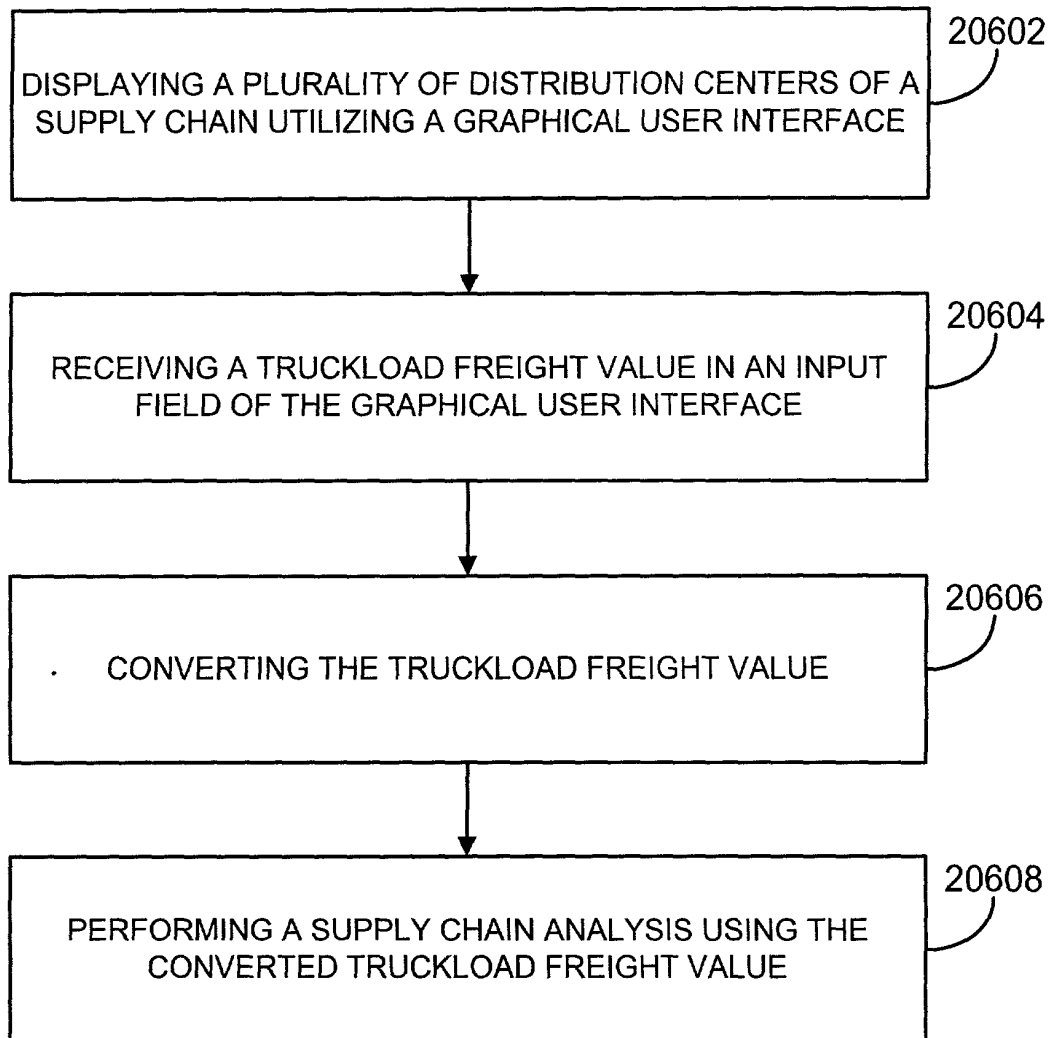 20602
DISPLAYING A PLURALITY OF DISTRIBUTION CENTERS OF A
SUPPLY CHAIN UTILIZING A GRAPHICAL USER INTERFACE
20604
RECEIVING A TRUCKLOAD FREIGHT VALUE IN AN INPUT
FIELD OF THE GRAPHICAL USER INTERFACE
20606
CONVERTING THE TRUCKLOAD FREIGHT VALUE
20608
PERFORMING A SUPPLY CHAIN ANALYSIS USING THE
CONVERTED TRUCKLOAD FREIGHT VALUE